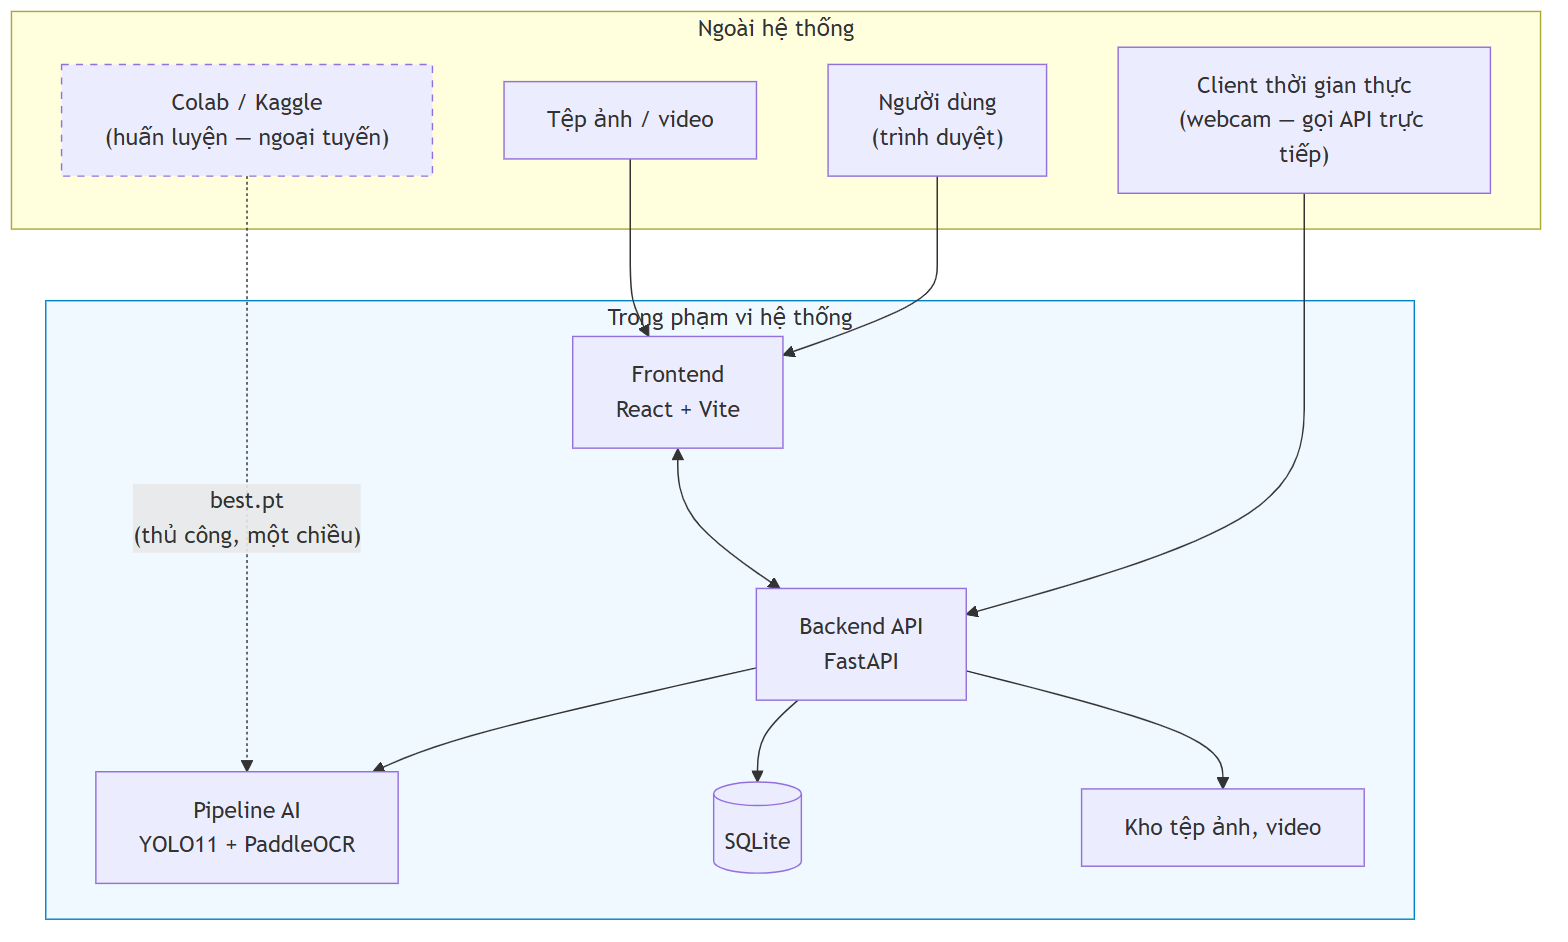 Ngoài hệ thống
Colab / Kaggle
(huấn luyện — ngoại tuyến)
Tệp ảnh / video
Người dùng
(trình duyệt)
Client thời gian thực
(webcam — gọi API trực
tiếp)
Trong phạm vi hệ thống
Frontend
React + Vite
best.pt
(thủ công, một chiều)
Backend API
FastAPI
Pipeline AI
YOLO11 + PaddleOCR
SQLite
Kho tệp ảnh, video